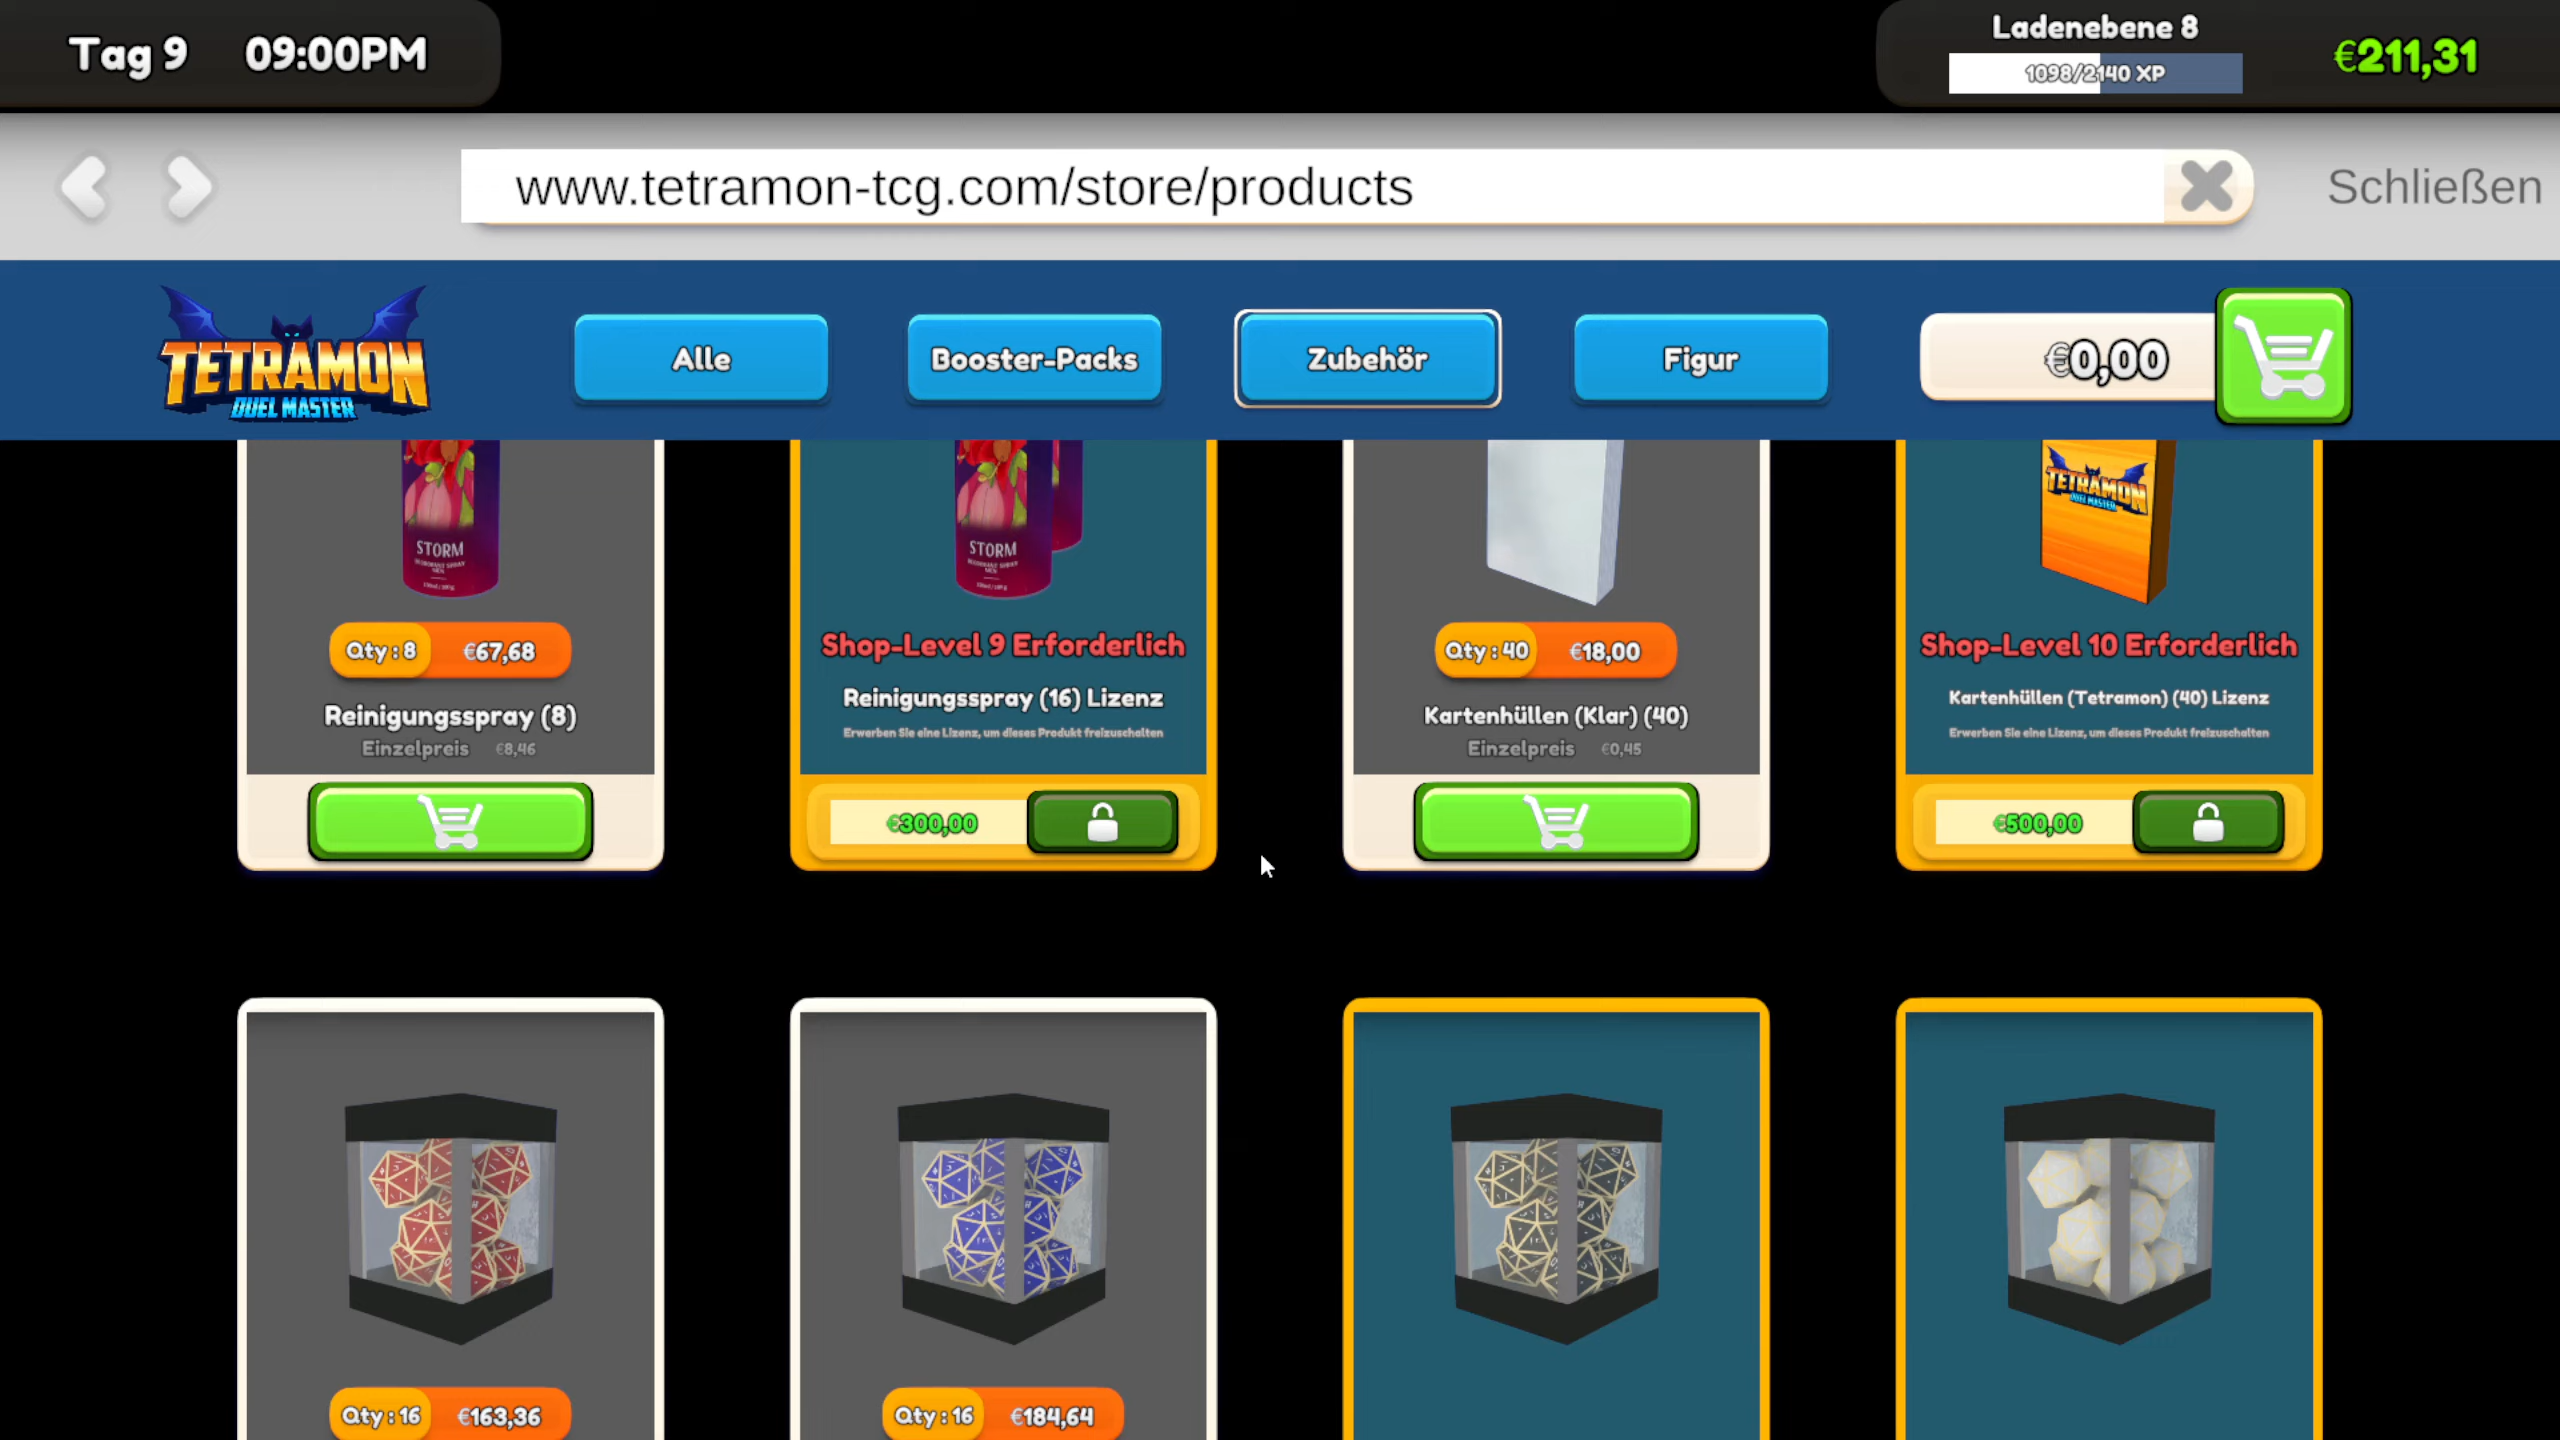 Tag 9 09:00PM
Ladenebene 8
1098/2140 XP
€211,31
www.tetramon-tcg.com/store/products
Schließen
TETRAMON
DUEL MASTER
Alle
Booster-Packs
Zubehör
Figur
€0,00
STORM
Qty : 8 €67,68
Reinigungsspray (8)
Einzelpreis €8,46
STORM
Shop-Level 9 Erforderlich
Reinigungsspray (16) Lizenz
Erwerben Sie eine Lizenz, um dieses Produkt freizuschalten
€300,00
Qty : 40 €18,00
Kartenhüllen (Klar) (40)
Einzelpreis €0,45
TETRAMON
DUEL MASTER
Shop-Level 10 Erforderlich
Kartenhüllen (Tetramon) (40) Lizenz
Erwerben Sie eine Lizenz, um dieses Produkt freizuschalten
€500,00
Qty : 16 €163,36
Qty : 16 €184,64